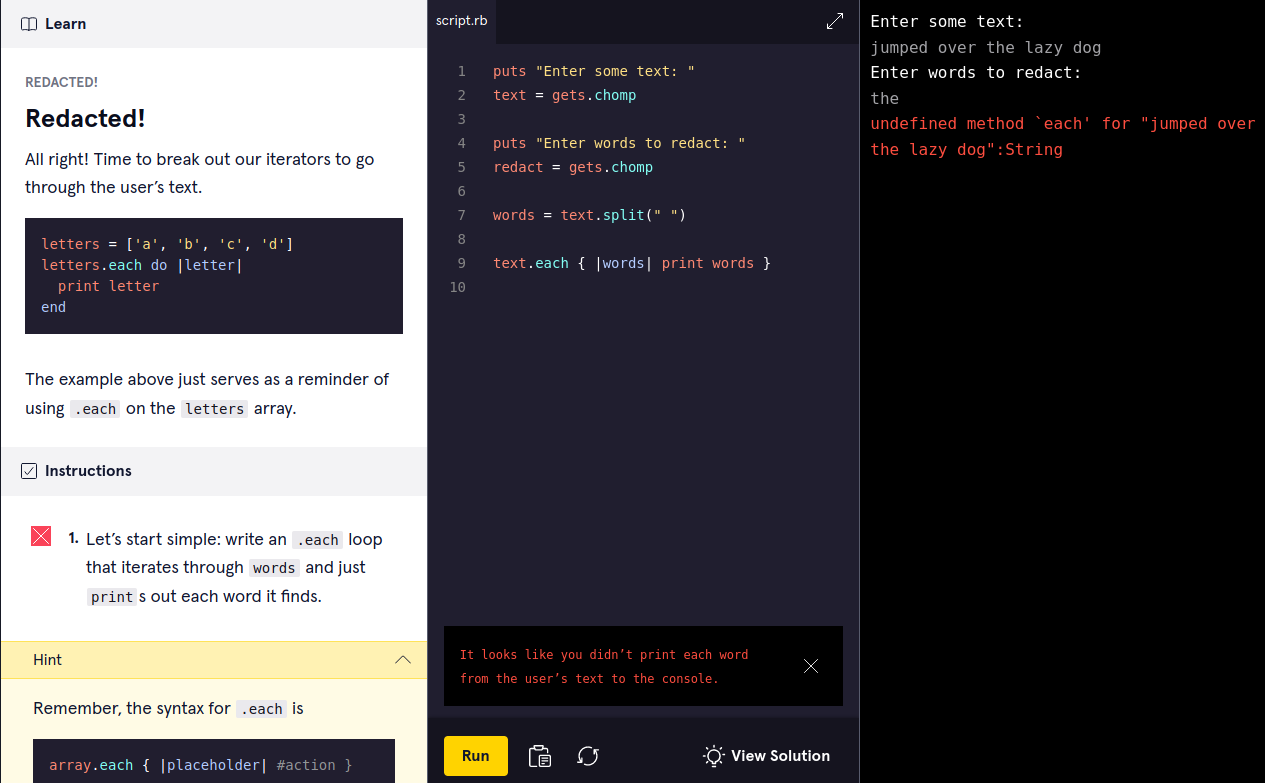 Learn
REDACTED!
Redacted!
All right! Time to break out our iterators to go
through the user’s text.
letters = ['a', 'b', 'c', 'd']
letters.each do |letter|
  print letter
end
The example above just serves as a reminder of
using .each on the letters array.
Instructions
1. Let’s start simple: write an .each loop
that iterates through words and just
prints out each word it finds.
Hint
Remember, the syntax for .each is
array.each { |placeholder| #action }
script.rb
1 puts "Enter some text: "
2 text = gets.chomp
3
4 puts "Enter words to redact: "
5 redact = gets.chomp
6
7 words = text.split(" ")
8
9 text.each { |words| print words }
10
It looks like you didn’t print each word
from the user’s text to the console.
Run
View Solution
Enter some text:
jumped over the lazy dog
Enter words to redact:
the
undefined method `each' for "jumped over
the lazy dog":String